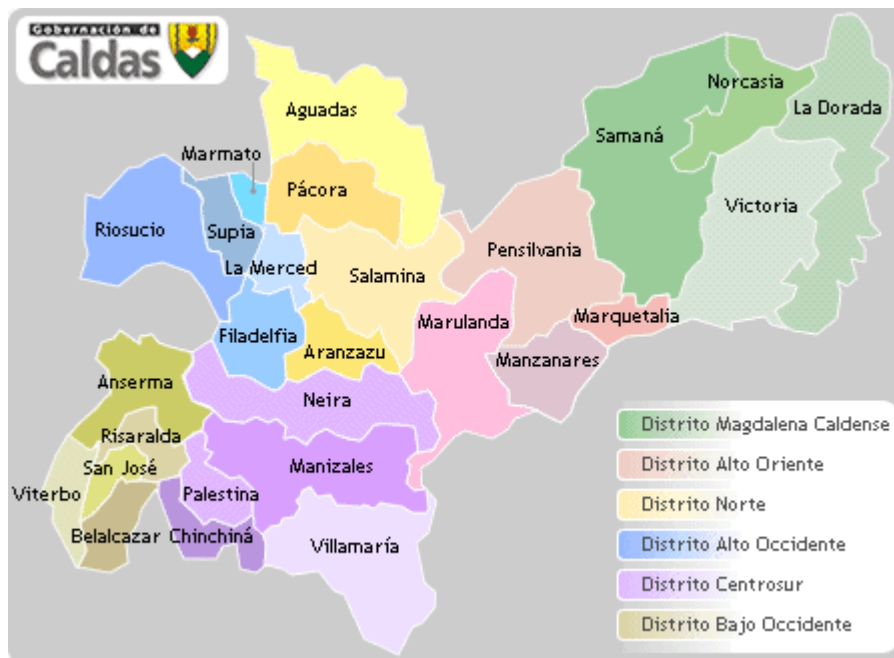 Gobernación de
Caldas
Aguadas
Norcasia
La Dorada
Samaná
Marmato
Pácora
Victoria
Riosucio
Supia
Pensilvania
La Merced
Salamina
Marquetalia
Marulanda
Filadelfia
Aranzazu
Manzanares
Anserma
Neira
Risaralda
San José
Manizales
Viterbo
Palestina
Belalcazar
Chinchiná
Villamaría
Distrito Magdalena Caldense
Distrito Alto Oriente
Distrito Norte
Distrito Alto Occidente
Distrito Centrosur
Distrito Bajo Occidente